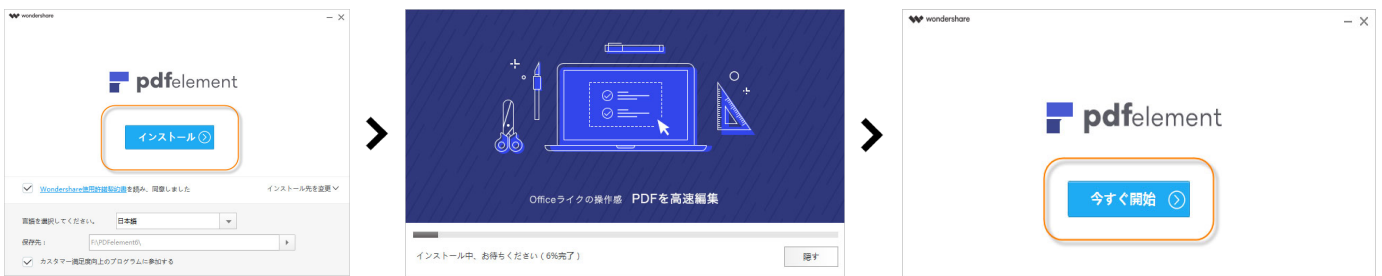 wondershare
pdfelement
インストール
Wondershare使用許諾契約書を読み、同意しました
インストール先を変更
言語を選択してください。
日本語
保存先：
F:\PDFelement6\
カスタマー満足度向上のプログラムに参加する
Officeライクの操作感 PDFを高速編集
インストール中、お待ちください ( 6%完了 )
隠す
wondershare
pdfelement
今すぐ開始